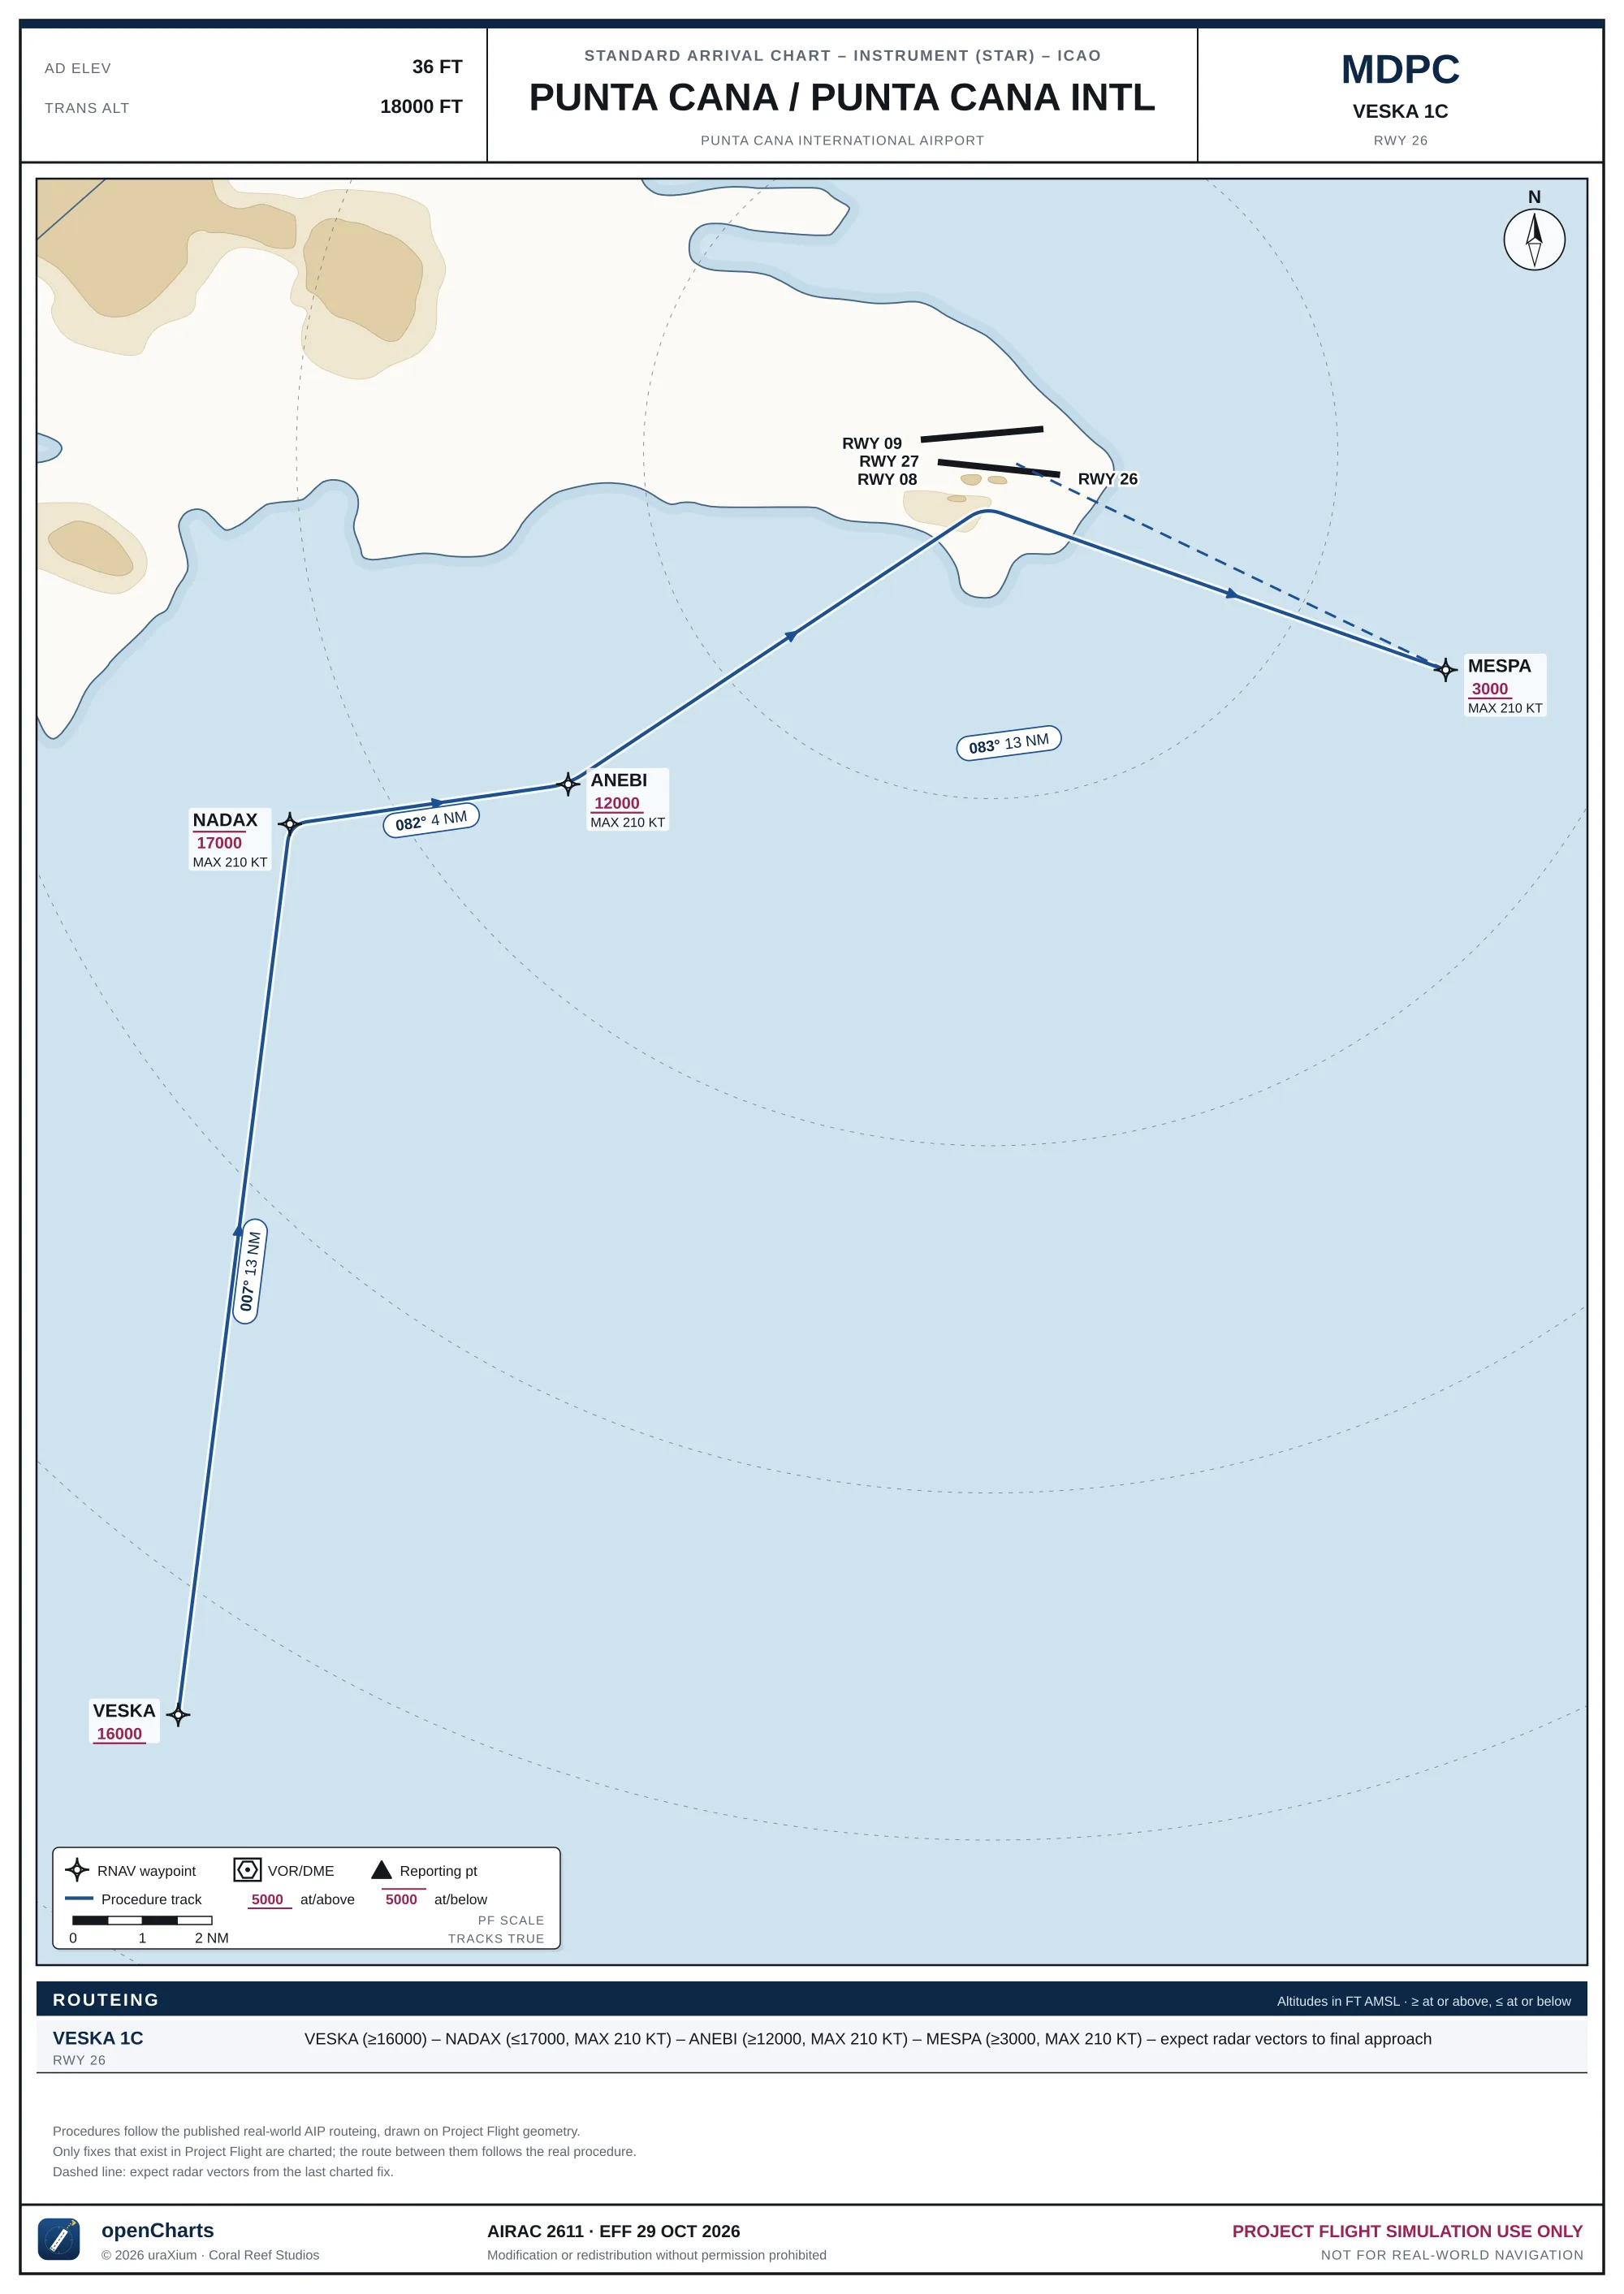 AD ELEV 36 FT
TRANS ALT 18000 FT
STANDARD ARRIVAL CHART – INSTRUMENT (STAR) – ICAO
PUNTA CANA / PUNTA CANA INTL
PUNTA CANA INTERNATIONAL AIRPORT
MDPC
VESKA 1C
RWY 26
N
RWY 09
RWY 27
RWY 08
RWY 26
MESPA
3000
MAX 210 KT
083° 13 NM
ANEBI
12000
MAX 210 KT
082° 4 NM
NADAX
17000
MAX 210 KT
007° 13 NM
VESKA
16000
RNAV waypoint VOR/DME Reporting pt
Procedure track 5000 at/above 5000 at/below
PF SCALE
0 1 2 NM TRACKS TRUE
ROUTEING Altitudes in FT AMSL · ≥ at or above, ≤ at or below
VESKA 1C VESKA (≥16000) – NADAX (≤17000, MAX 210 KT) – ANEBI (≥12000, MAX 210 KT) – MESPA (≥3000, MAX 210 KT) – expect radar vectors to final approach
RWY 26
Procedures follow the published real-world AIP routeing, drawn on Project Flight geometry.
Only fixes that exist in Project Flight are charted; the route between them follows the real procedure.
Dashed line: expect radar vectors from the last charted fix.
openCharts
© 2026 uraXium · Coral Reef Studios
AIRAC 2611 · EFF 29 OCT 2026
Modification or redistribution without permission prohibited
PROJECT FLIGHT SIMULATION USE ONLY
NOT FOR REAL-WORLD NAVIGATION